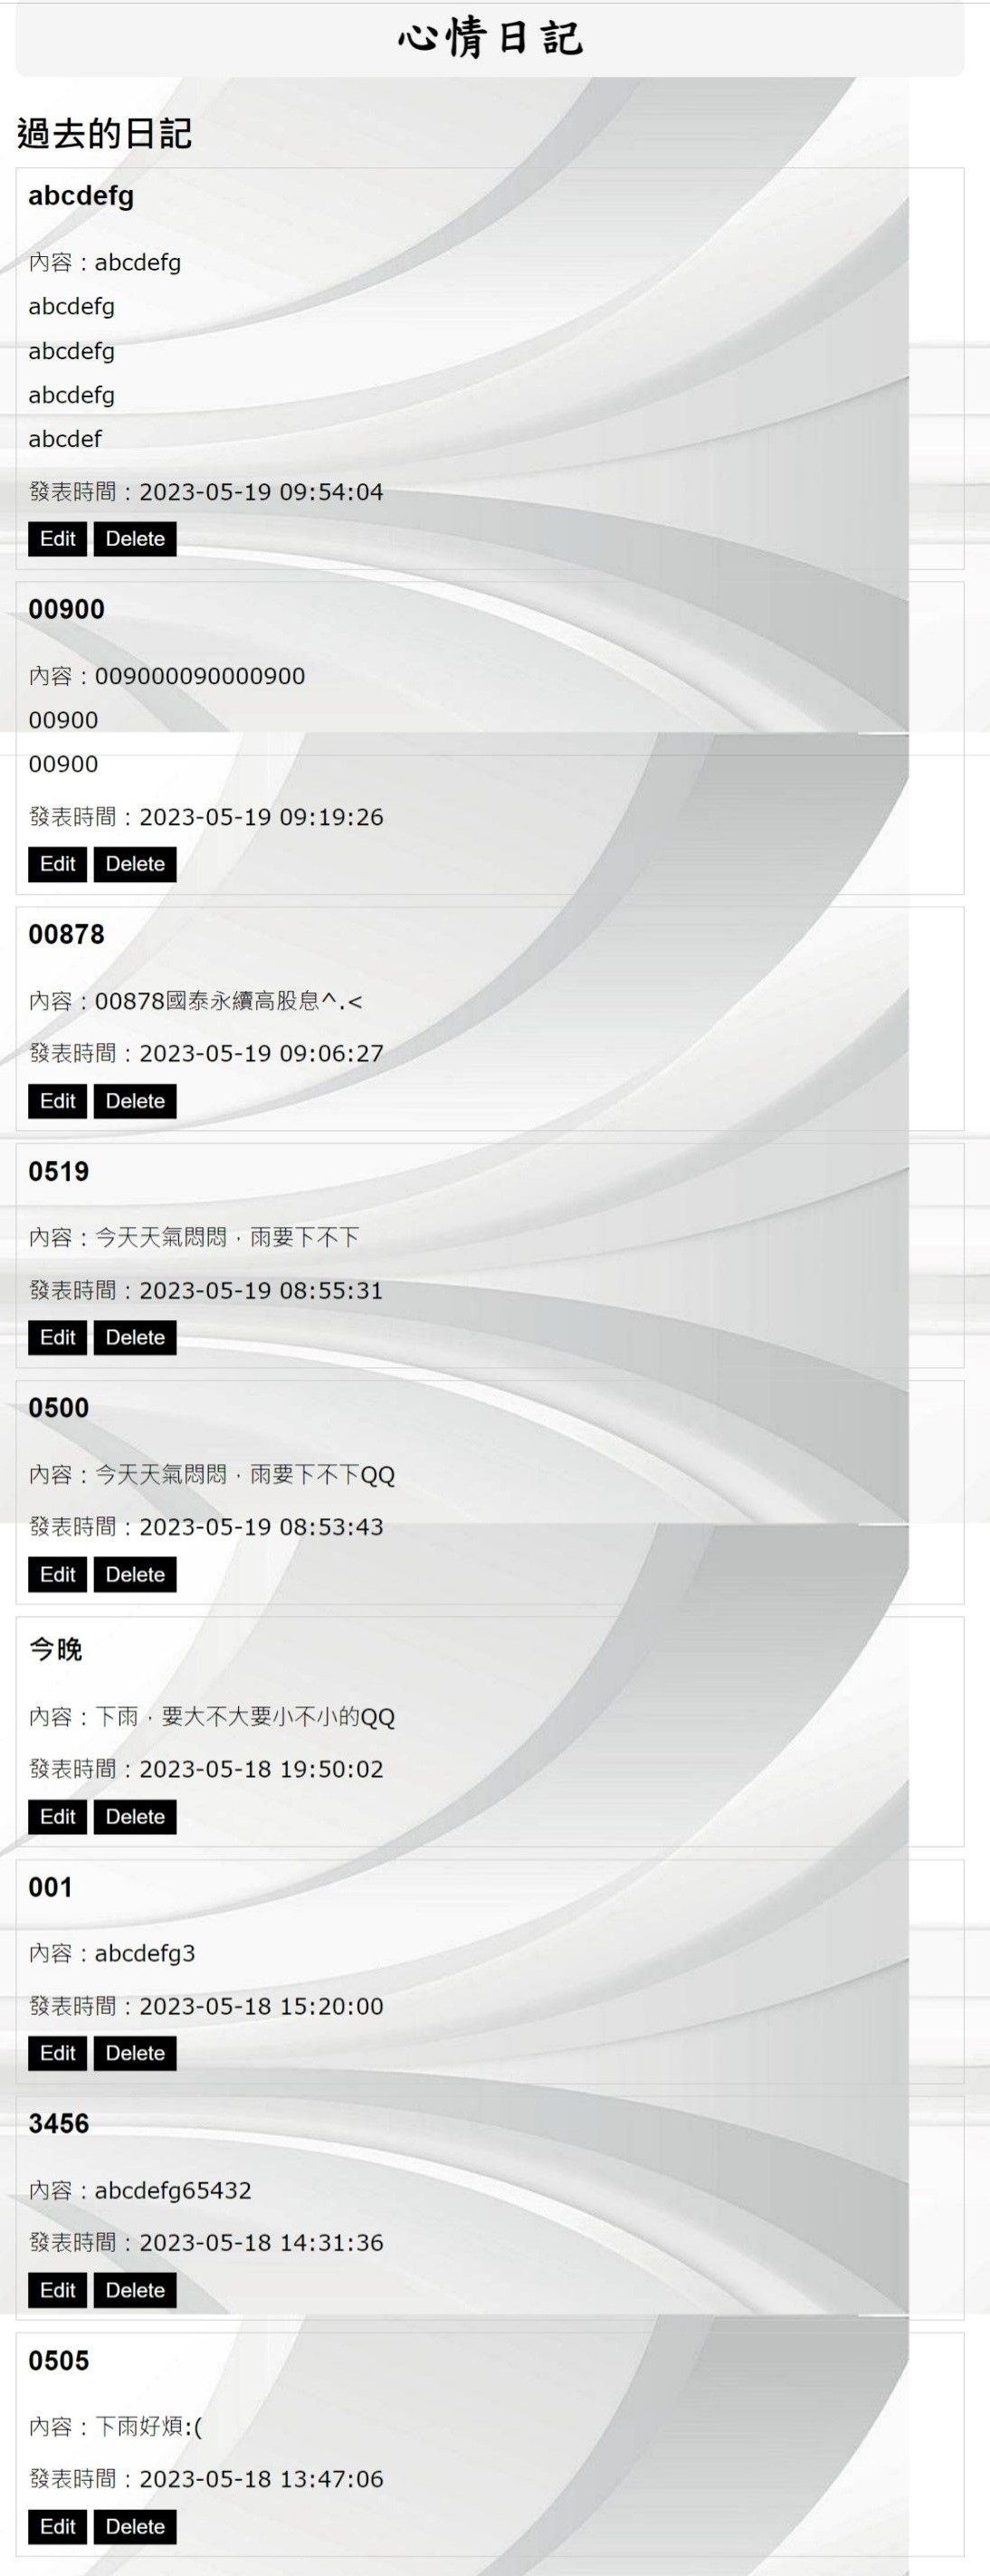 心情日記
過去的日記
abcdefg
內容：abcdefg
abcdefg
abcdefg
abcdefg
abcdef
發表時間：2023-05-19 09:54:04
Edit Delete
00900
內容：009000090000900
00900
00900
發表時間：2023-05-19 09:19:26
Edit Delete
00878
內容：00878國泰永續高股息^.<
發表時間：2023-05-19 09:06:27
Edit Delete
0519
內容：今天天氣悶悶，雨要下不下
發表時間：2023-05-19 08:55:31
Edit Delete
0500
內容：今天天氣悶悶，雨要下不下QQ
發表時間：2023-05-19 08:53:43
Edit Delete
今晚
內容：下雨，要大不大要小不小的QQ
發表時間：2023-05-18 19:50:02
Edit Delete
001
內容：abcdefg3
發表時間：2023-05-18 15:20:00
Edit Delete
3456
內容：abcdefg65432
發表時間：2023-05-18 14:31:36
Edit Delete
0505
內容：下雨好煩:(
發表時間：2023-05-18 13:47:06
Edit Delete